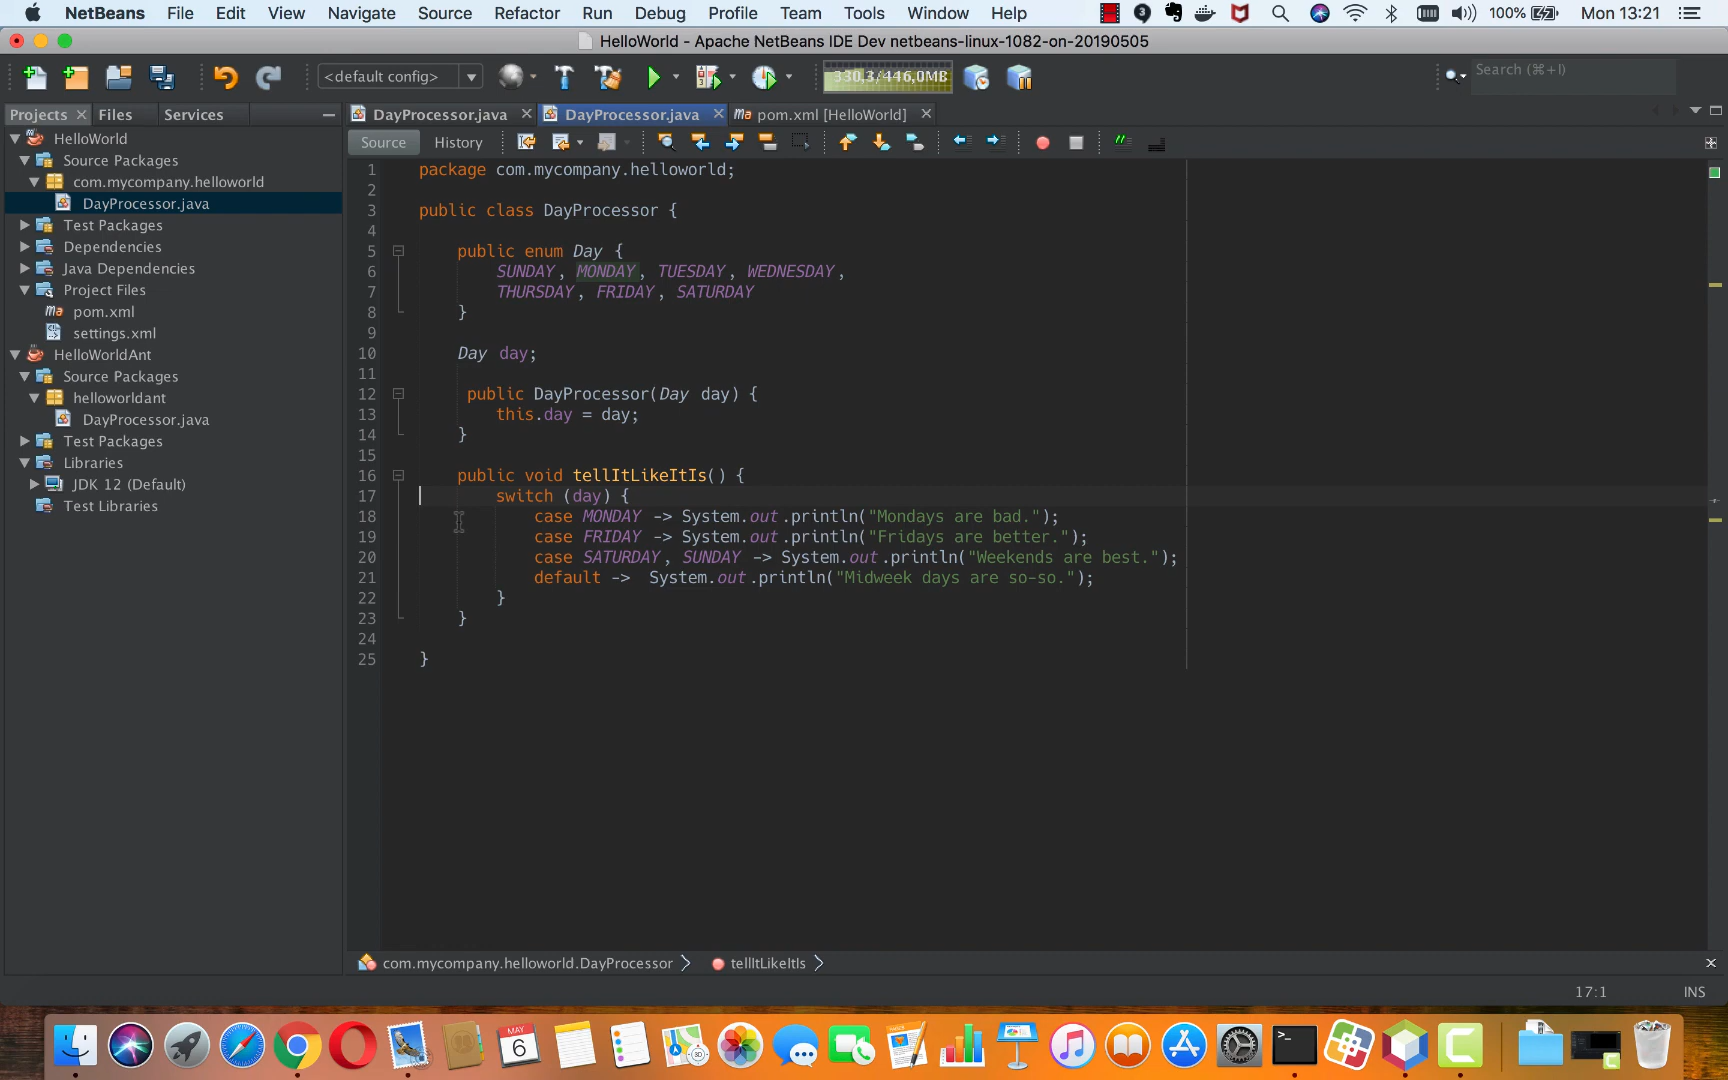 NetBeans File Edit View Navigate Source Refactor Run Debug Profile Team Tools Window Help 3 100% Mon 13:21
HelloWorld - Apache NetBeans IDE Dev netbeans-linux-1082-on-20190505
<default config> 330,3/446,0MB Search (⌘+I)
Projects Files Services
DayProcessor.java DayProcessor.java pom.xml [HelloWorld]
Source History
HelloWorld
Source Packages
com.mycompany.helloworld
DayProcessor.java
Test Packages
Dependencies
Java Dependencies
Project Files
pom.xml
settings.xml
HelloWorldAnt
Source Packages
helloworldant
DayProcessor.java
Test Packages
Libraries
JDK 12 (Default)
Test Libraries
1 package com.mycompany.helloworld;
2
3 public class DayProcessor {
4
5 public enum Day {
6 SUNDAY, MONDAY, TUESDAY, WEDNESDAY,
7 THURSDAY, FRIDAY, SATURDAY
8 }
9
10 Day day;
11
12 public DayProcessor(Day day) {
13 this.day = day;
14 }
15
16 public void tellItLikeItIs() {
17 switch (day) {
18 case MONDAY -> System.out.println("Mondays are bad.");
19 case FRIDAY -> System.out.println("Fridays are better.");
20 case SATURDAY, SUNDAY -> System.out.println("Weekends are best.");
21 default -> System.out.println("Midweek days are so-so.");
22 }
23 }
24
25 }
com.mycompany.helloworld.DayProcessor tellItLikeItIs
17:1 INS
MAY
6